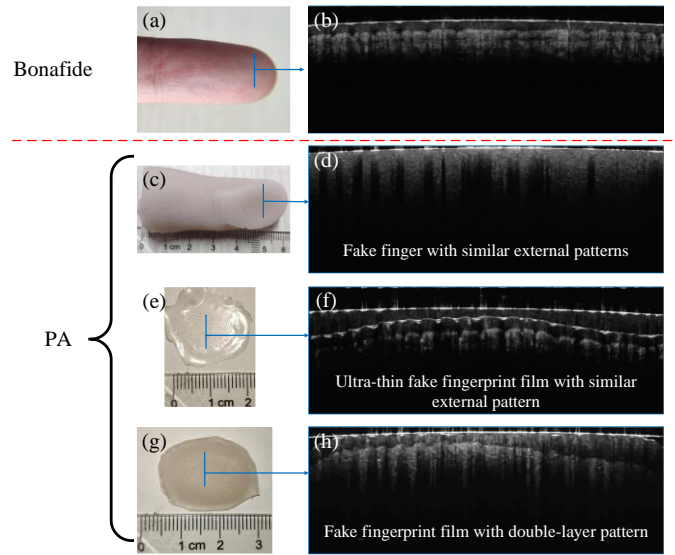 (a)
(b)
Bonafide
(c)
(d)
0 1 cm 2 3 4 5 6
Fake finger with similar external patterns
PA
(e)
(f)
0 1 cm 2
Ultra-thin fake fingerprint film with similar
external pattern
(g)
(h)
0 1 cm 2 3
Fake fingerprint film with double-layer pattern